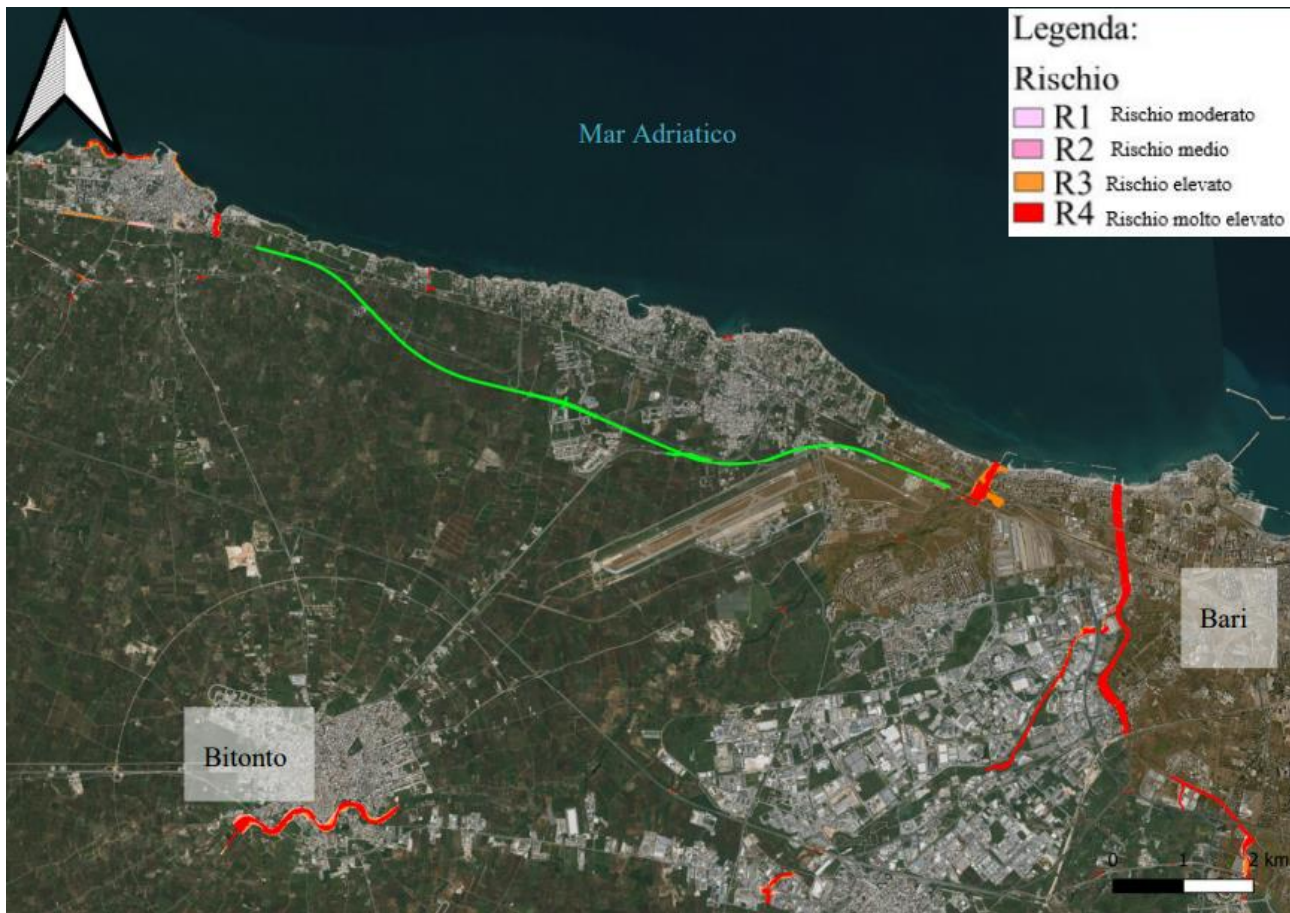 Legenda:
Rischio
R1 Rischio moderato
R2 Rischio medio
R3 Rischio elevato
R4 Rischio molto elevato
Mar Adriatico
Bari
Bitonto
0 1 2 km